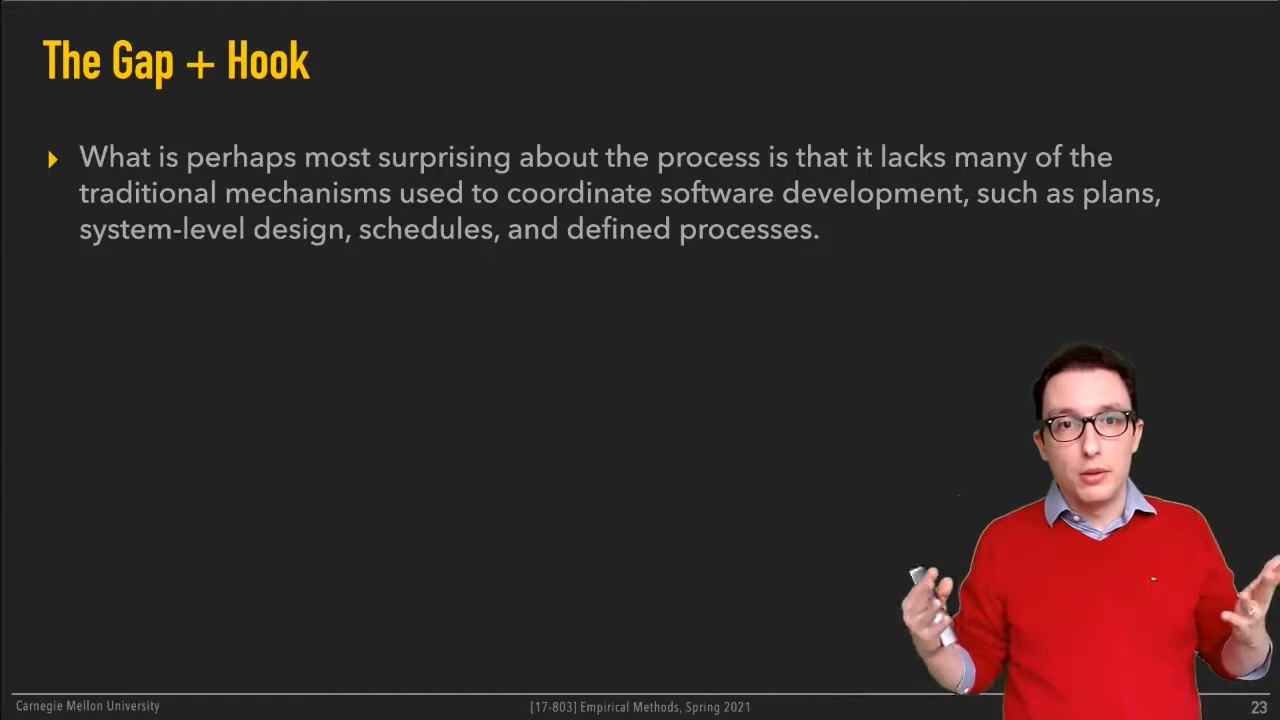 The Gap + Hook
What is perhaps most surprising about the process is that it lacks many of the
traditional mechanisms used to coordinate software development, such as plans,
system-level design, schedules, and defined processes.
Carnegie Mellon University
[17-803] Empirical Methods, Spring 2021
23